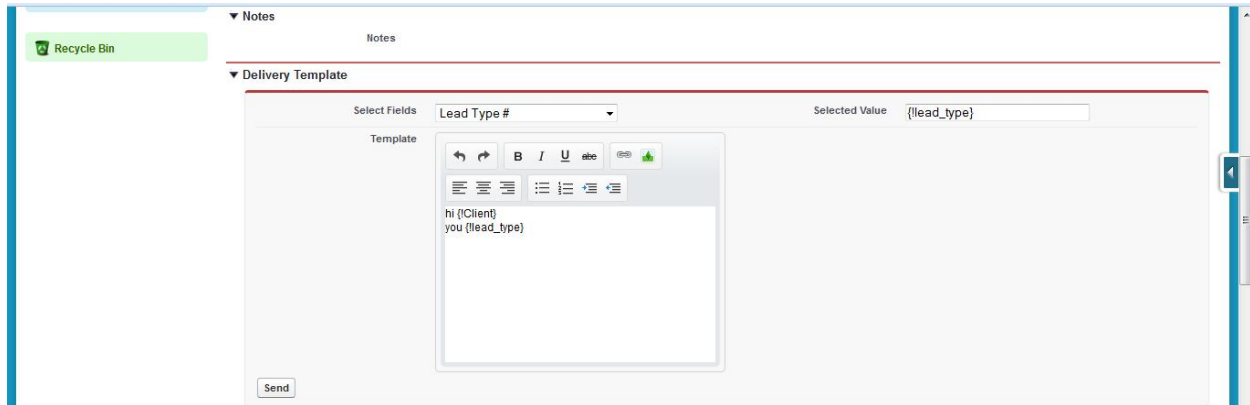 ▼ Notes
Notes
Recycle Bin
▼ Delivery Template
Select Fields Lead Type # Selected Value {!lead_type}
Template
B I U abc
hi {!Client}
you {!lead_type}
Send